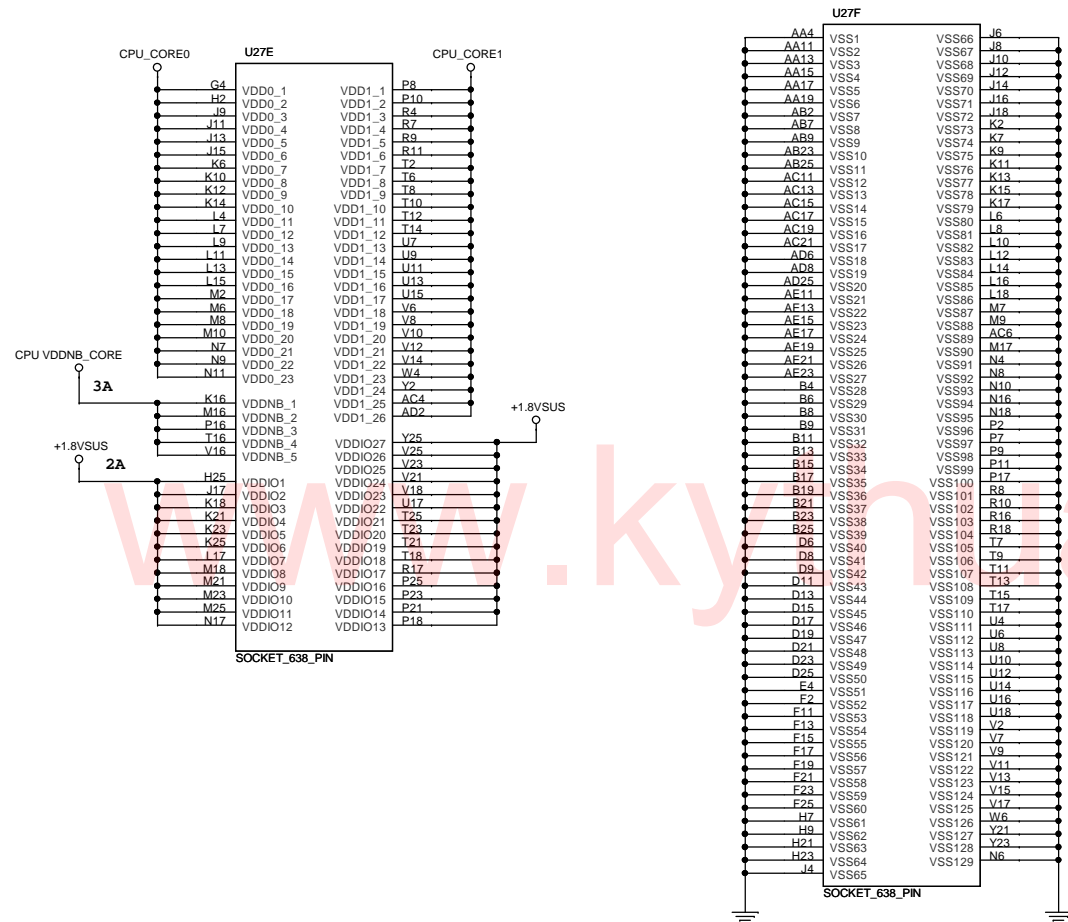 U27E
CPU_CORE0
CPU_CORE1
G4 VDD0_1 VDD1_1 P8
H2 VDD0_2 VDD1_2 P10
J9 VDD0_3 VDD1_3 R4
J11 VDD0_4 VDD1_4 R7
J13 VDD0_5 VDD1_5 R9
J15 VDD0_6 VDD1_6 R11
K6 VDD0_7 VDD1_7 T2
K10 VDD0_8 VDD1_8 T6
K12 VDD0_9 VDD1_9 T8
K14 VDD0_10 VDD1_10 T10
L4 VDD0_11 VDD1_11 T12
L7 VDD0_12 VDD1_12 T14
L9 VDD0_13 VDD1_13 U7
L11 VDD0_14 VDD1_14 U9
L13 VDD0_15 VDD1_15 U11
L15 VDD0_16 VDD1_16 U13
M2 VDD0_17 VDD1_17 U15
M6 VDD0_18 VDD1_18 V6
M8 VDD0_19 VDD1_19 V8
M10 VDD0_20 VDD1_20 V10
N7 VDD0_21 VDD1_21 V12
N9 VDD0_22 VDD1_22 V14
N11 VDD0_23 VDD1_23 W4
VDD1_24 Y2
CPU VDDNB_CORE
3A
K16 VDDNB_1 VDD1_25 AC4
M16 VDDNB_2 VDD1_26 AD2
P16 VDDNB_3
+1.8VSUS
T16 VDDNB_4 VDDIO27 Y25
V16 VDDNB_5 VDDIO26 V25
+1.8VSUS
2A
VDDIO25 V23
H25 VDDIO1 VDDIO24 V21
J17 VDDIO2 VDDIO23 V18
K18 VDDIO3 VDDIO22 U17
K21 VDDIO4 VDDIO21 T25
K23 VDDIO5 VDDIO20 T23
K25 VDDIO6 VDDIO19 T21
L17 VDDIO7 VDDIO18 T18
M18 VDDIO8 VDDIO17 R17
M21 VDDIO9 VDDIO16 P25
M23 VDDIO10 VDDIO15 P23
M25 VDDIO11 VDDIO14 P21
N17 VDDIO12 VDDIO13 P18
SOCKET_638_PIN
U27F
AA4 VSS1 VSS66 J6
AA11 VSS2 VSS67 J8
AA13 VSS3 VSS68 J10
AA15 VSS4 VSS69 J12
AA17 VSS5 VSS70 J14
AA19 VSS6 VSS71 J16
AB2 VSS7 VSS72 J18
AB7 VSS8 VSS73 K2
AB9 VSS9 VSS74 K7
AB23 VSS10 VSS75 K9
AB25 VSS11 VSS76 K11
AC11 VSS12 VSS77 K13
AC13 VSS13 VSS78 K15
AC15 VSS14 VSS79 K17
AC17 VSS15 VSS80 L6
AC19 VSS16 VSS81 L8
AC21 VSS17 VSS82 L10
AD6 VSS18 VSS83 L12
AD8 VSS19 VSS84 L14
AD25 VSS20 VSS85 L16
AE11 VSS21 VSS86 L18
AE13 VSS22 VSS87 M7
AE15 VSS23 VSS88 M9
AE17 VSS24 VSS89 AC6
AE19 VSS25 VSS90 M17
AE21 VSS26 VSS91 N4
AE23 VSS27 VSS92 N8
B4 VSS28 VSS93 N10
B6 VSS29 VSS94 N16
B8 VSS30 VSS95 N18
B9 VSS31 VSS96 P2
B11 VSS32 VSS97 P7
B13 VSS33 VSS98 P9
B15 VSS34 VSS99 P11
B17 VSS35 VSS100 P17
B19 VSS36 VSS101 R8
B21 VSS37 VSS102 R10
B23 VSS38 VSS103 R16
B25 VSS39 VSS104 R18
D6 VSS40 VSS105 T7
D8 VSS41 VSS106 T9
D9 VSS42 VSS107 T11
D11 VSS43 VSS108 T13
D13 VSS44 VSS109 T15
D15 VSS45 VSS110 T17
D17 VSS46 VSS111 U4
D19 VSS47 VSS112 U6
D21 VSS48 VSS113 U8
D23 VSS49 VSS114 U10
D25 VSS50 VSS115 U12
E4 VSS51 VSS116 U14
F2 VSS52 VSS117 U16
F11 VSS53 VSS118 U18
F13 VSS54 VSS119 V2
F15 VSS55 VSS120 V7
F17 VSS56 VSS121 V9
F19 VSS57 VSS122 V11
F21 VSS58 VSS123 V13
F23 VSS59 VSS124 V15
F25 VSS60 VSS125 V17
H7 VSS61 VSS126 W6
H9 VSS62 VSS127 Y21
H21 VSS63 VSS128 Y23
H23 VSS64 VSS129 N6
J4 VSS65
SOCKET_638_PIN
www.kythua